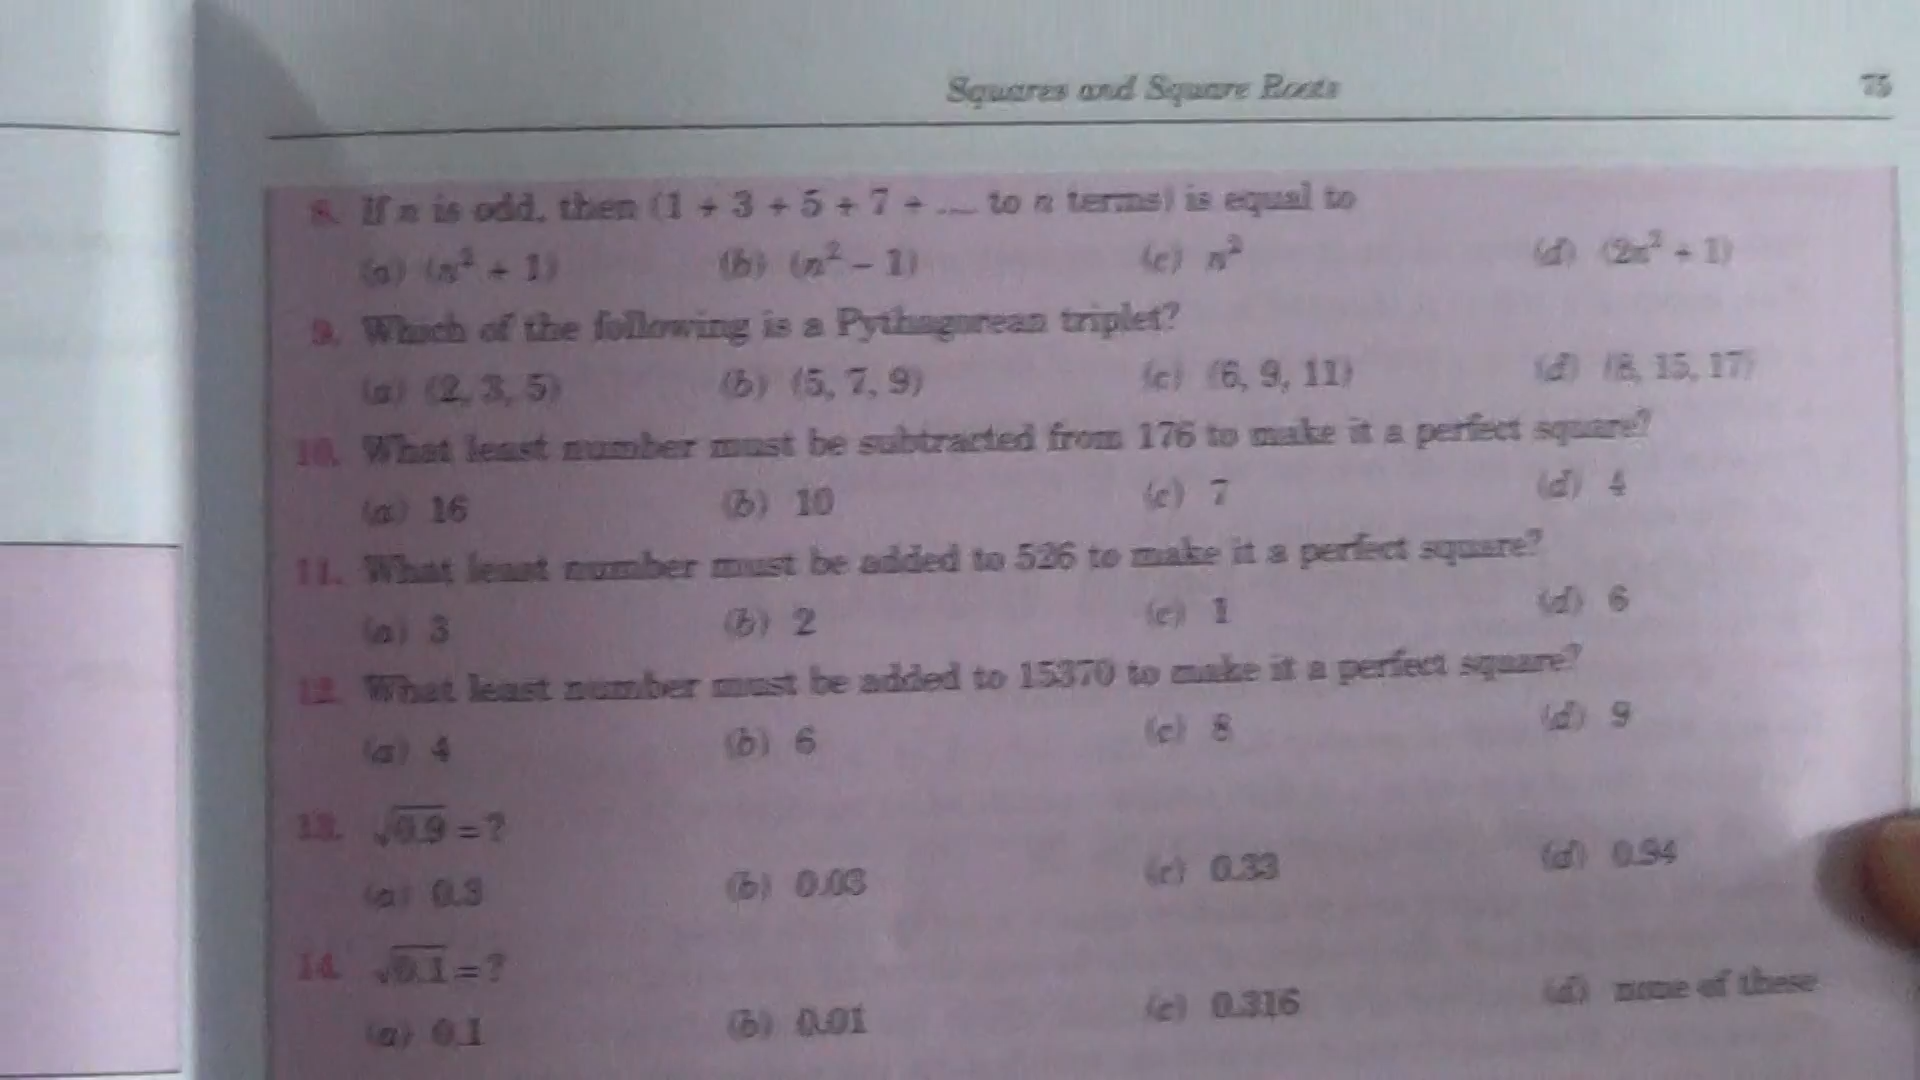 Squares and Square Roots 75
8. If n is odd, then (1 + 3 + 5 + 7 + .... to n terms) is equal to
(a) (n² + 1) (b) (n² – 1) (c) n² (d) (2n² + 1)
9. Which of the following is a Pythagorean triplet?
(a) (2, 3, 5) (b) (5, 7, 9) (c) (6, 9, 11) (d) (8, 15, 17)
10. What least number must be subtracted from 176 to make it a perfect square?
(a) 16 (b) 10 (c) 7 (d) 4
11. What least number must be added to 526 to make it a perfect square?
(a) 3 (b) 2 (c) 1 (d) 6
12. What least number must be added to 15370 to make it a perfect square?
(a) 4 (b) 6 (c) 8 (d) 9
13. √0.9 = ?
(a) 0.3 (b) 0.03 (c) 0.33 (d) 0.94
14. √0.1 = ?
(a) 0.1 (b) 0.01 (c) 0.316 (d) none of these